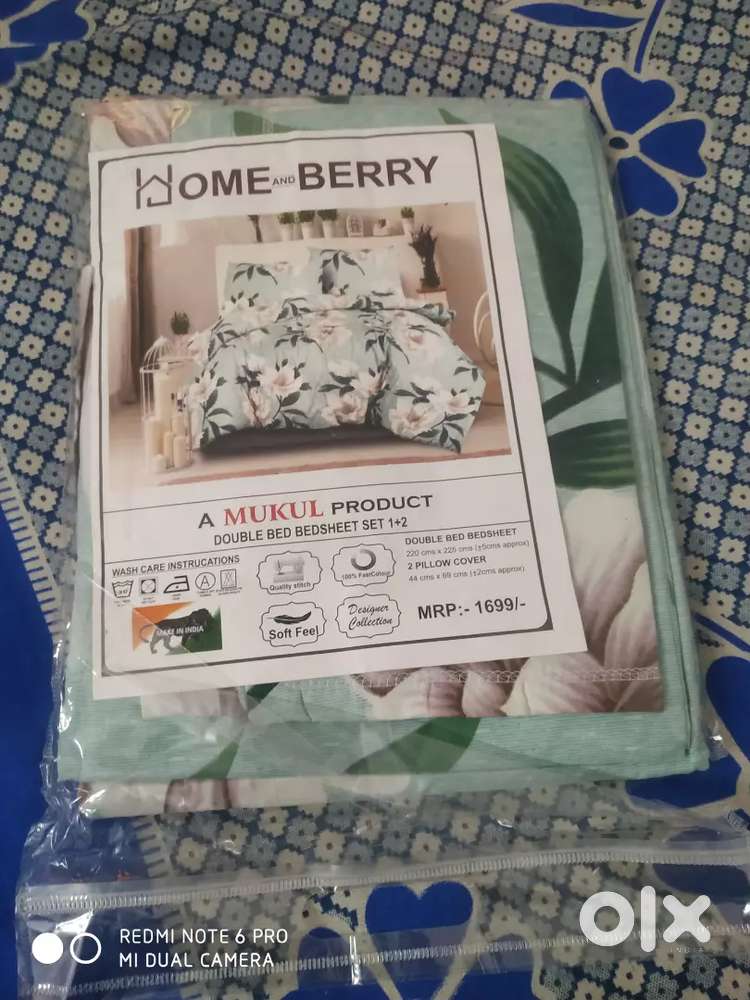 HOME AND BERRY
A MUKUL PRODUCT
DOUBLE BED BEDSHEET SET 1+2
WASH CARE INSTRUCATIONS
MAKE IN INDIA
Quality stitch
100% FastColour
Soft Feel
Designer
Collection
DOUBLE BED BEDSHEET
220 cms x 225 cms (±5cms approx)
2 PILLOW COVER
44 cms x 69 cms (±2cms approx)
MRP:- 1699/-
REDMI NOTE 6 PRO
MI DUAL CAMERA
olx